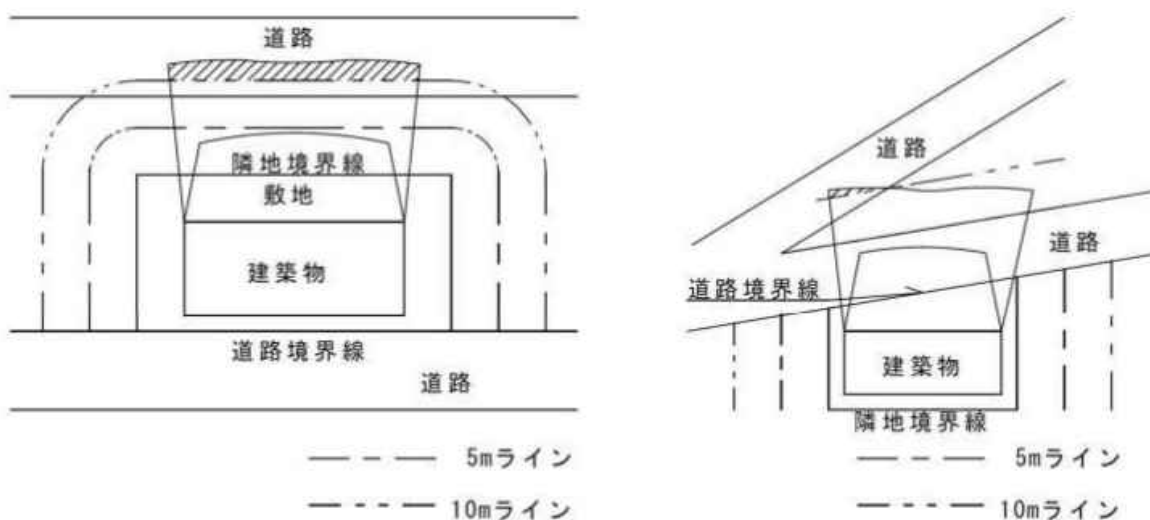 道路
隣地境界線
敷地
建築物
道路境界線
道路
5mライン
10mライン
道路
道路
道路境界線
建築物
隣地境界線
5mライン
10mライン